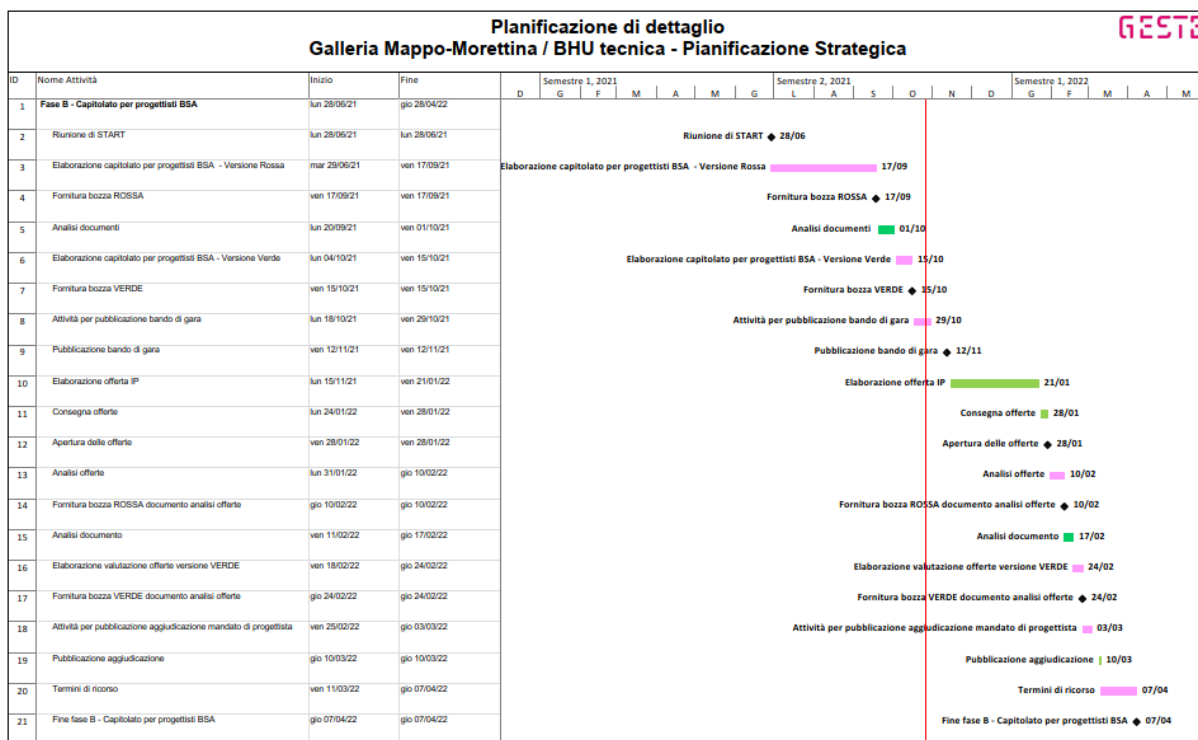 Planificazione di dettaglio
Galleria Mappo-Morettina / BHU tecnica - Pianificazione Strategica
GESTE
ID Nome Attività Inizio Fine Semestre 1, 2021 Semestre 2, 2021 Semestre 1, 2022
D G F M A M G L A S O N D G F M A M
1 Fase B - Capitolato per progettisti BSA lun 28/06/21 gio 28/04/22
2 Riunione di START lun 28/06/21 lun 28/06/21 Riunione di START 28/06
3 Elaborazione capitolato per progettisti BSA - Versione Rossa mar 29/06/21 ven 17/09/21 Elaborazione capitolato per progettisti BSA - Versione Rossa 17/09
4 Fornitura bozza ROSSA ven 17/09/21 ven 17/09/21 Fornitura bozza ROSSA 17/09
5 Analisi documenti lun 20/09/21 ven 01/10/21 Analisi documenti 01/10
6 Elaborazione capitolato per progettisti BSA - Versione Verde lun 04/10/21 ven 15/10/21 Elaborazione capitolato per progettisti BSA - Versione Verde 15/10
7 Fornitura bozza VERDE ven 15/10/21 ven 15/10/21 Fornitura bozza VERDE 15/10
8 Attività per pubblicazione bando di gara lun 18/10/21 ven 29/10/21 Attività per pubblicazione bando di gara 29/10
9 Pubblicazione bando di gara ven 12/11/21 ven 12/11/21 Pubblicazione bando di gara 12/11
10 Elaborazione offerta IP lun 15/11/21 ven 21/01/22 Elaborazione offerta IP 21/01
11 Consegna offerte lun 24/01/22 ven 28/01/22 Consegna offerte 28/01
12 Apertura delle offerte ven 28/01/22 ven 28/01/22 Apertura delle offerte 28/01
13 Analisi offerte lun 31/01/22 gio 10/02/22 Analisi offerte 10/02
14 Fornitura bozza ROSSA documento analisi offerte gio 10/02/22 gio 10/02/22 Fornitura bozza ROSSA documento analisi offerte 10/02
15 Analisi documento ven 11/02/22 gio 17/02/22 Analisi documento 17/02
16 Elaborazione valutazione offerte versione VERDE ven 18/02/22 gio 24/02/22 Elaborazione valutazione offerte versione VERDE 24/02
17 Fornitura bozza VERDE documento analisi offerte gio 24/02/22 gio 24/02/22 Fornitura bozza VERDE documento analisi offerte 24/02
18 Attività per pubblicazione aggiudicazione mandato di progettista ven 25/02/22 gio 03/03/22 Attività per pubblicazione aggiudicazione mandato di progettista 03/03
19 Pubblicazione aggiudicazione gio 10/03/22 gio 10/03/22 Pubblicazione aggiudicazione 10/03
20 Termini di ricorso ven 11/03/22 gio 07/04/22 Termini di ricorso 07/04
21 Fine fase B - Capitolato per progettisti BSA gio 07/04/22 gio 07/04/22 Fine fase B - Capitolato per progettisti BSA 07/04